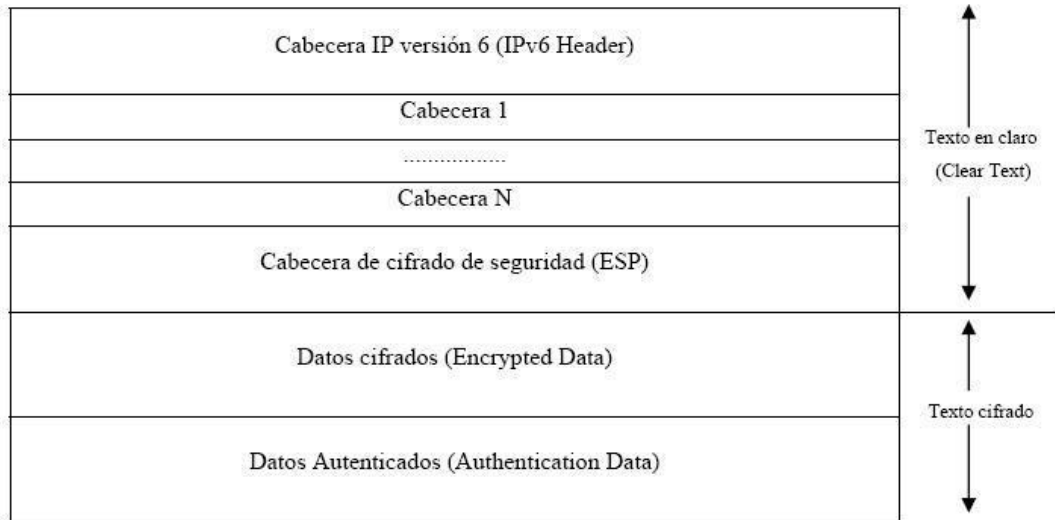 Cabecera IP versión 6 (IPv6 Header)
Cabecera 1
.................
Cabecera N
Cabecera de cifrado de seguridad (ESP)
Datos cifrados (Encrypted Data)
Datos Autenticados (Authentication Data)
Texto en claro
(Clear Text)
Texto cifrado